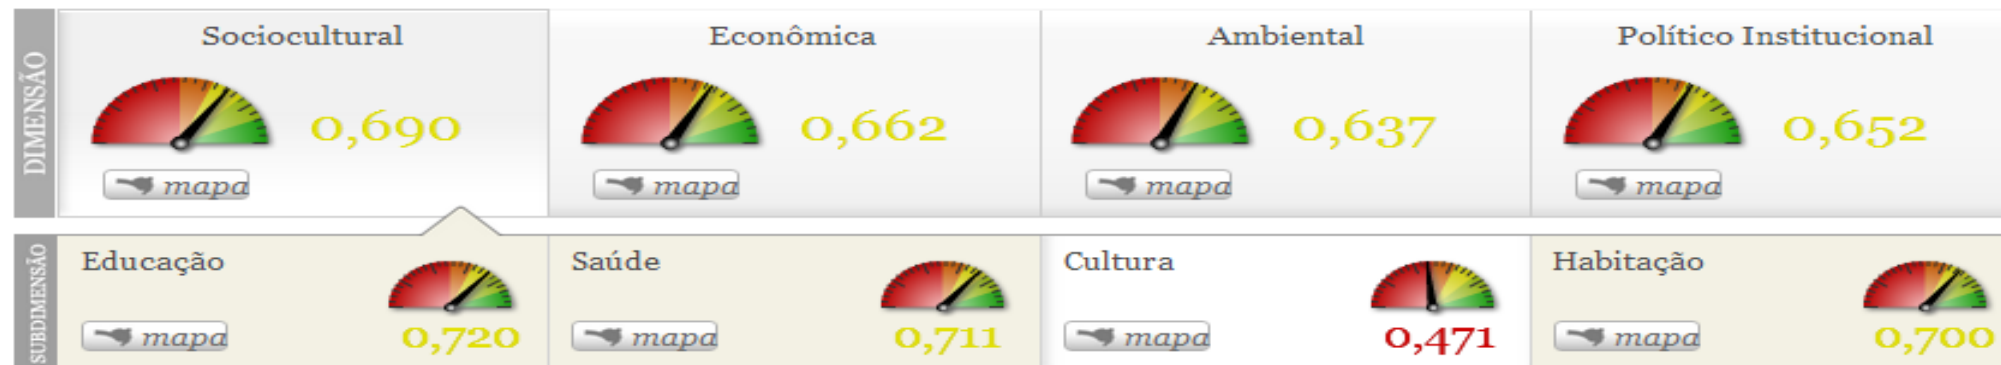 DIMENSÃO
Sociocultural
0,690
mapa
Econômica
0,662
mapa
Ambiental
0,637
mapa
Político Institucional
0,652
mapa
SUBDIMENSÃO
Educação
mapa
0,720
Saúde
mapa
0,711
Cultura
mapa
0,471
Habitação
mapa
0,700